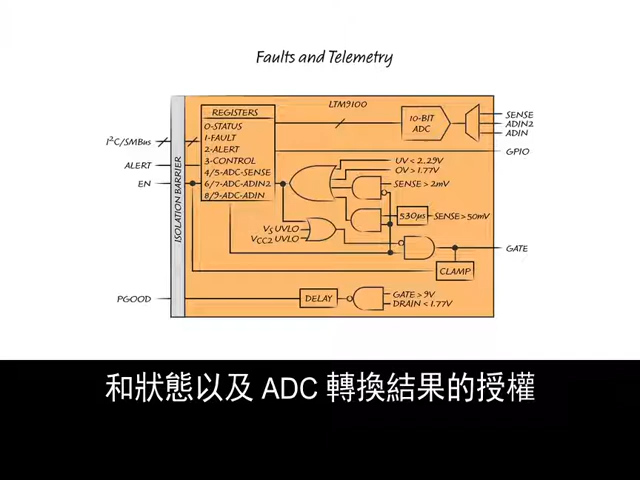 Faults and Telemetry
LTM9100
REGISTERS
0-STATUS
1-FAULT
2-ALERT
3-CONTROL
4/5-ADC-SENSE
6/7-ADC-ADIN2
8/9-ADC-ADIN
I²C/SMBus
ALERT
EN
PGOOD
ISOLATION BARRIER
10-BIT
ADC
SENSE
ADIN2
ADIN
GPIO
UV < 2.29V
OV > 1.77V
SENSE > 2mV
530µs
SENSE > 50mV
VS UVLO
VCC2 UVLO
GATE
CLAMP
DELAY
GATE > 9V
DRAIN < 1.77V
和狀態以及 ADC 轉換結果的授權